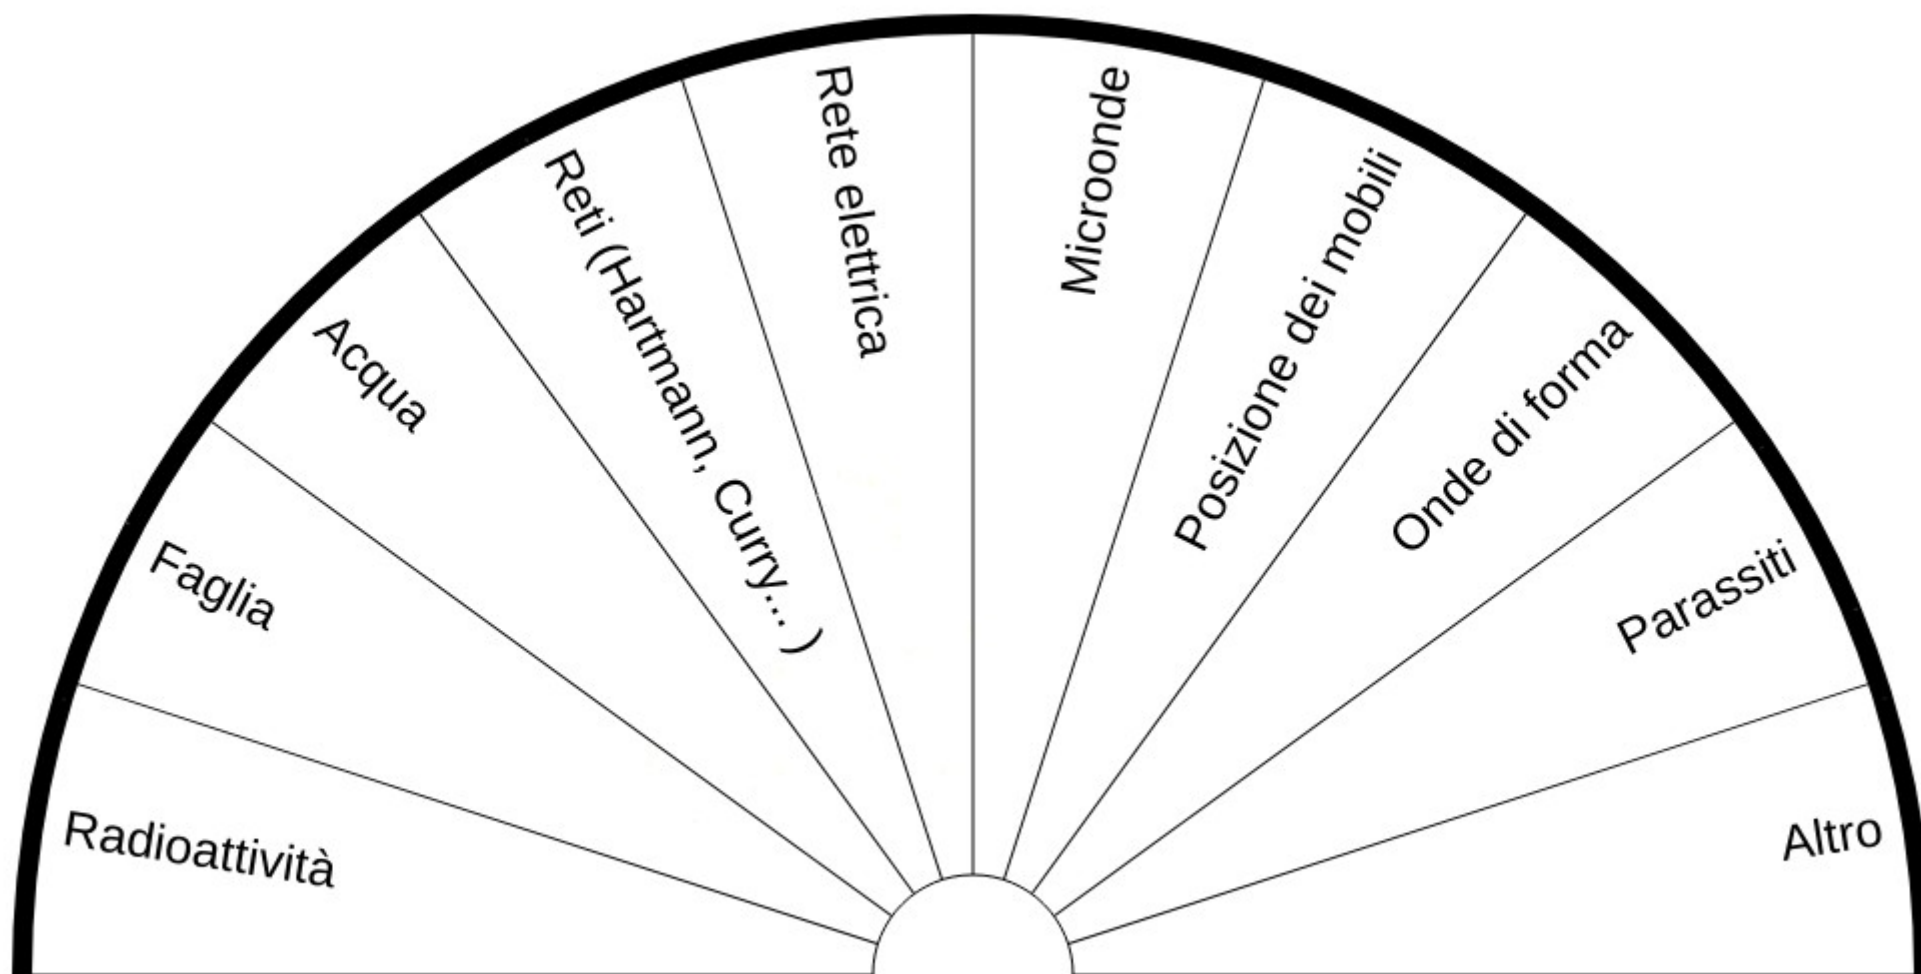 Radioattività
Faglia
Acqua
Reti (Hartmann, Curry... )
Rete elettrica
Microonde
Posizione dei mobili
Onde di forma
Parassiti
Altro